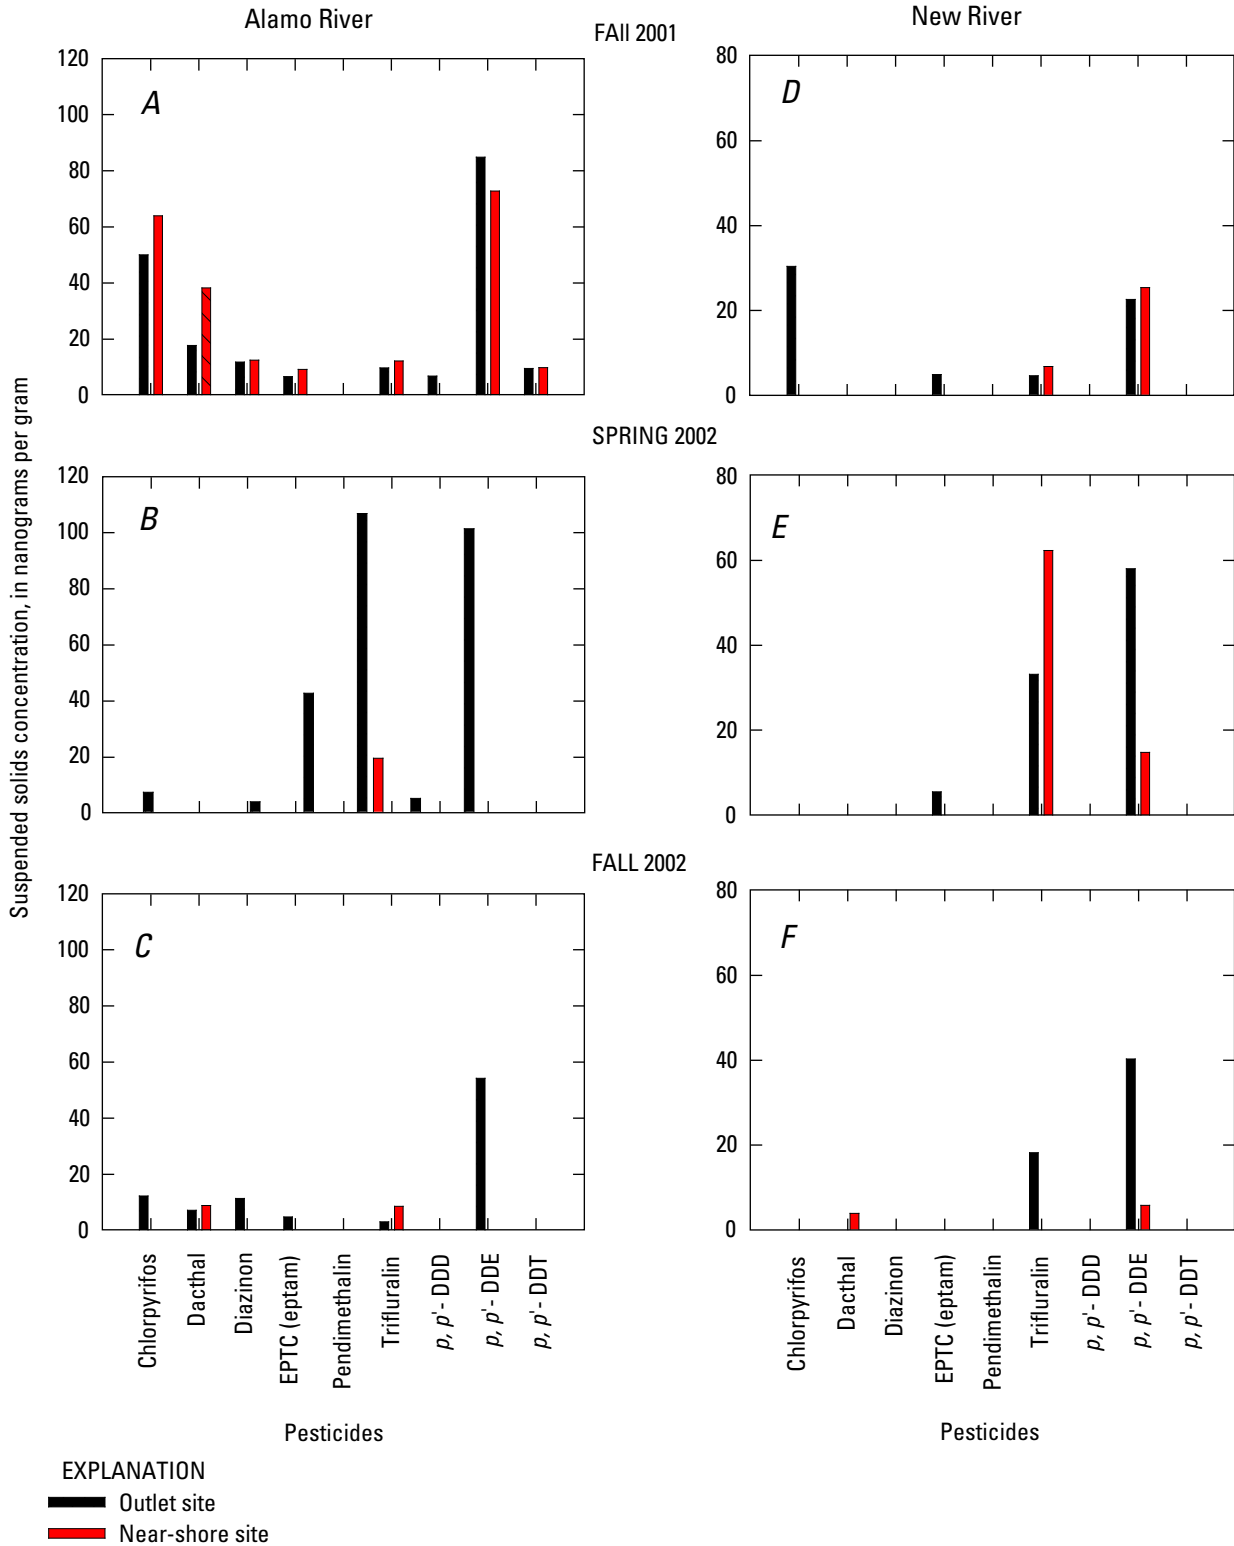 Alamo River
New River
FAll 2001
Suspended solids concentration, in nanograms per gram
120
100
80
60
40
20
0
A
80
60
40
20
0
D
SPRING 2002
120
100
80
60
40
20
0
B
80
60
40
20
0
E
FALL 2002
120
100
80
60
40
20
0
C
80
60
40
20
0
F
Chlorpyrifos
Dacthal
Diazinon
EPTC (eptam)
Pendimethalin
Trifluralin
p, p'- DDD
p, p'- DDE
p, p'- DDT
Chlorpyrifos
Dacthal
Diazinon
EPTC (eptam)
Pendimethalin
Trifluralin
p, p'- DDD
p, p'- DDE
p, p'- DDT
Pesticides
Pesticides
EXPLANATION
Outlet site
Near-shore site